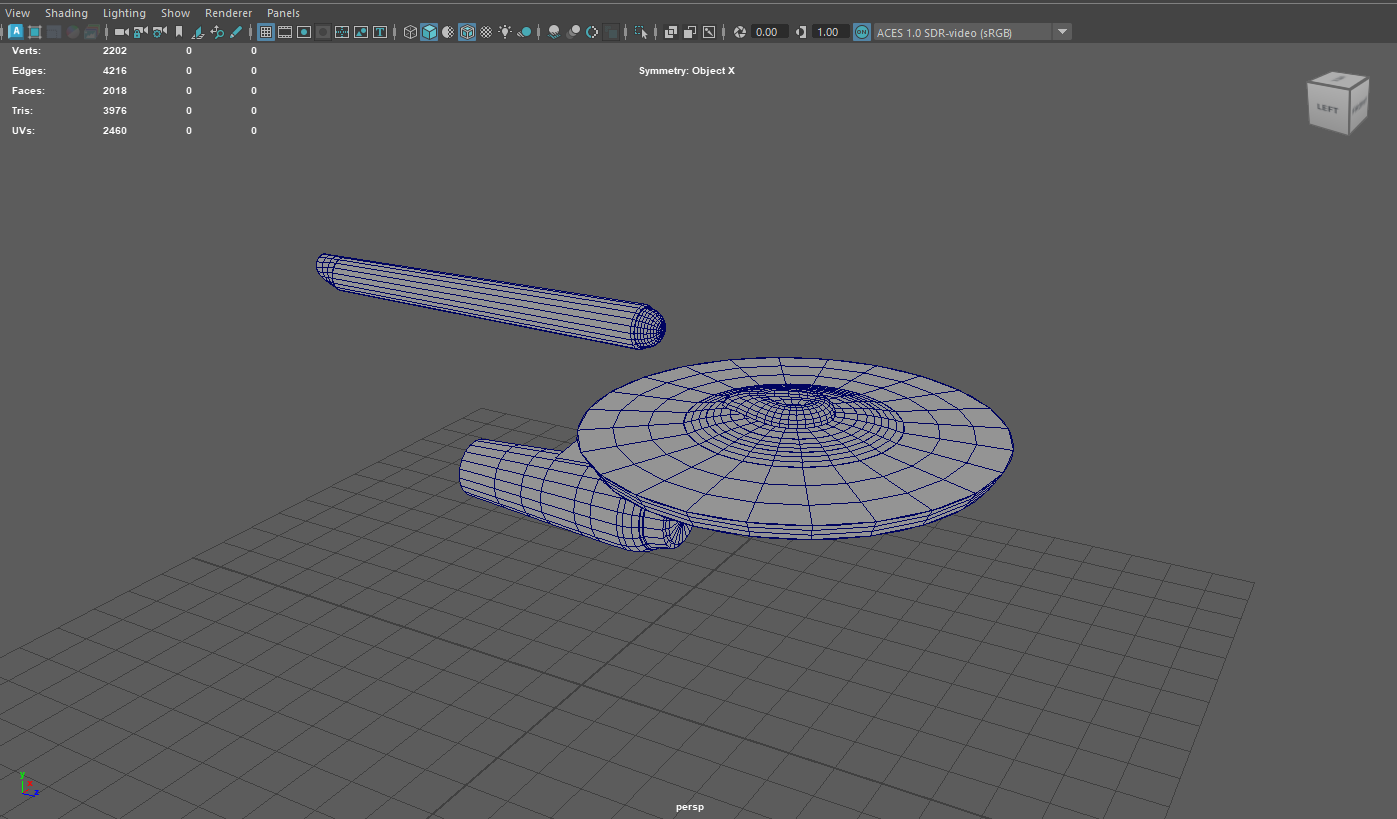 View Shading Lighting Show Renderer Panels
0.00 1.00 ON ACES 1.0 SDR-video (sRGB)
Verts: 2202 0 0
Edges: 4216 0 0
Faces: 2018 0 0
Tris: 3976 0 0
UVs: 2460 0 0
Symmetry: Object X
LEFT
y
z
persp